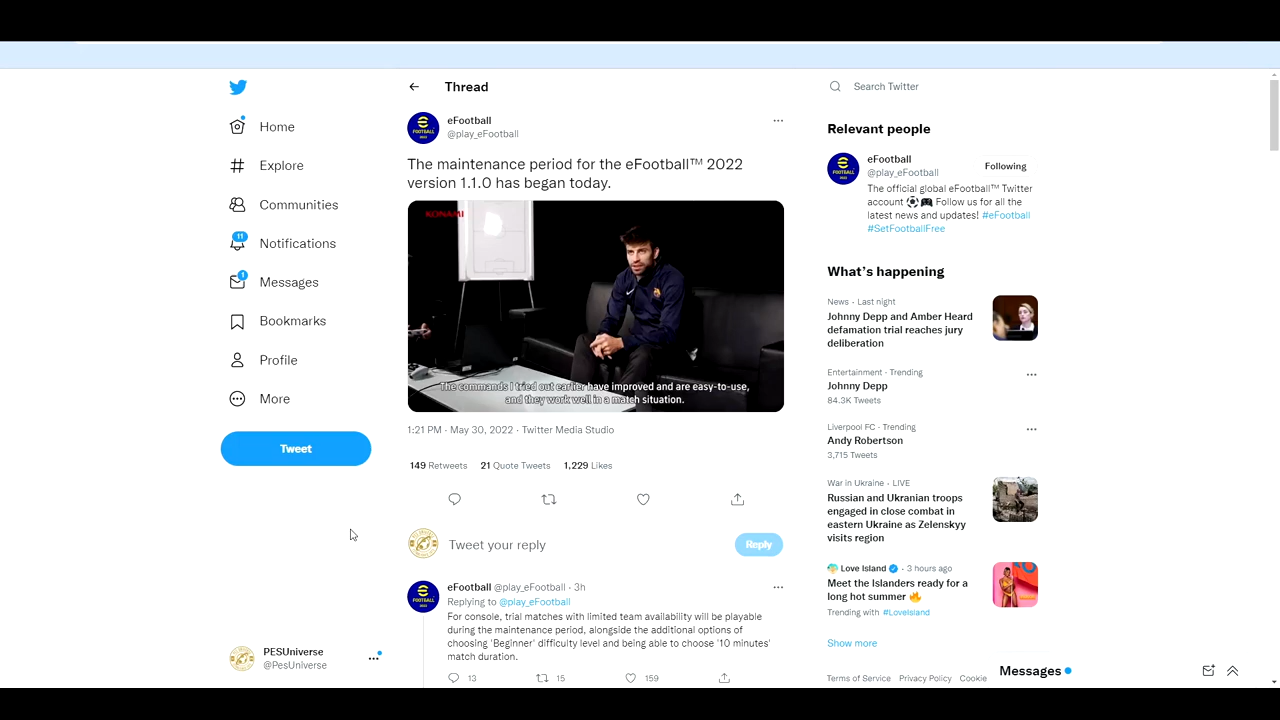 Home
Explore
Communities
11
Notifications
1
Messages
Bookmarks
Profile
More
Tweet
PESUniverse
@PesUniverse
Thread
eFootball
@play_eFootball
The maintenance period for the eFootball™ 2022
version 1.1.0 has began today.
KONAMI
The commands I tried out earlier have improved and are easy-to-use,
and they work well in a match situation.
1:21 PM · May 30, 2022 · Twitter Media Studio
149 Retweets 21 Quote Tweets 1,229 Likes
Tweet your reply
Reply
eFootball @play_eFootball · 3h
Replying to @play_eFootball
For console, trial matches with limited team availability will be playable
during the maintenance period, alongside the additional options of
choosing 'Beginner' difficulty level and being able to choose '10 minutes'
match duration.
13 15 159
Search Twitter
Relevant people
eFootball
@play_eFootball
Following
The official global eFootball™ Twitter
account ⚽🎮 Follow us for all the
latest news and updates! #eFootball
#SetFootballFree
What's happening
News · Last night
Johnny Depp and Amber Heard
defamation trial reaches jury
deliberation
Entertainment · Trending
Johnny Depp
84.3K Tweets
Liverpool FC · Trending
Andy Robertson
3,715 Tweets
War in Ukraine · LIVE
Russian and Ukranian troops
engaged in close combat in
eastern Ukraine as Zelenskyy
visits region
Love Island · 3 hours ago
Meet the Islanders ready for a
long hot summer 🔥
Trending with #LoveIsland
Show more
Terms of Service Privacy Policy Cookie
Messages